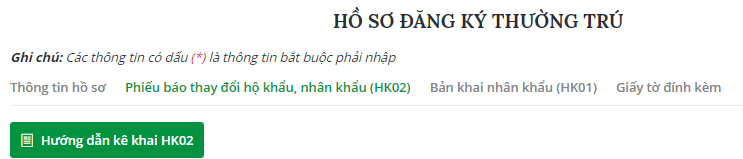 HỒ SƠ ĐĂNG KÝ THƯỜNG TRÚ
Ghi chú: Các thông tin có dấu (*) là thông tin bắt buộc phải nhập
Thông tin hồ sơ Phiếu báo thay đổi hộ khẩu, nhân khẩu (HK02) Bản khai nhân khẩu (HK01) Giấy tờ đính kèm
Hướng dẫn kê khai HK02